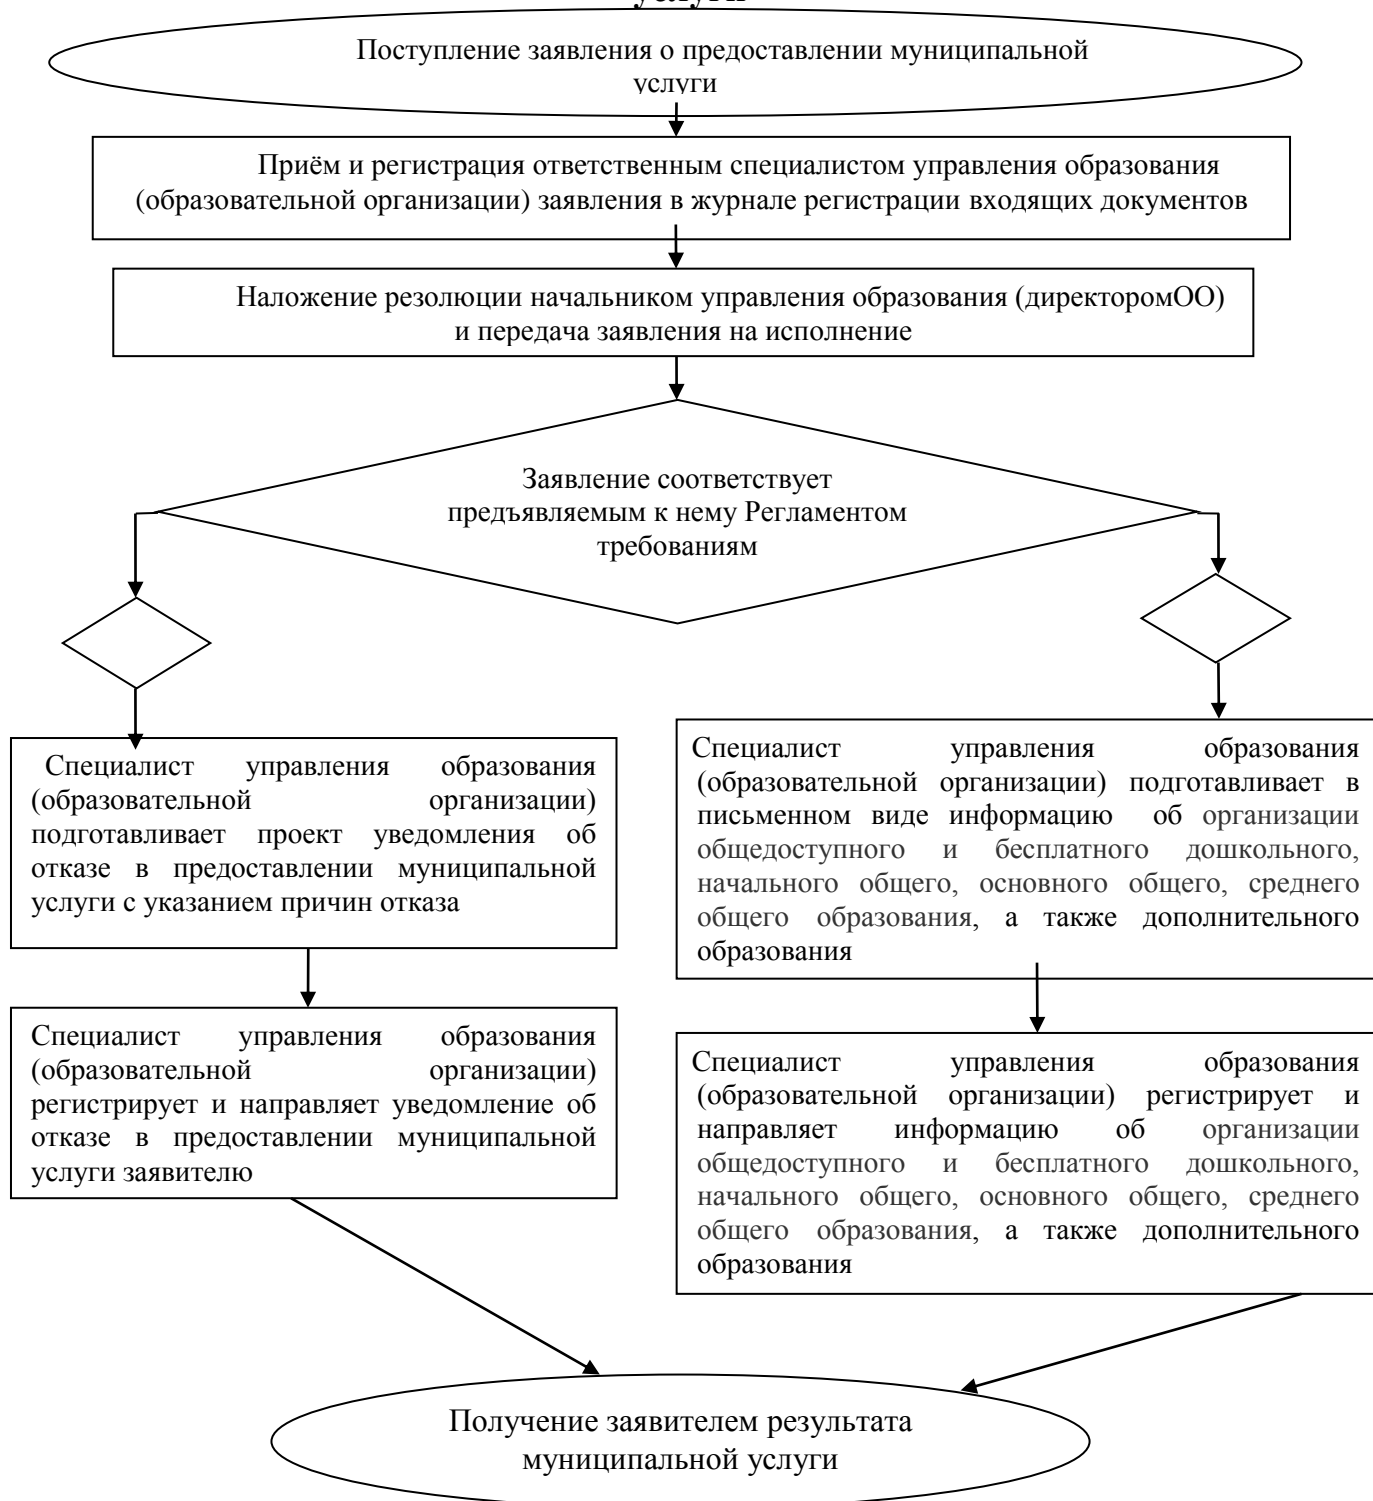 услуги
Поступление заявления о предоставлении муниципальной
услуги
Приём и регистрация ответственным специалистом управления образования
(образовательной организации) заявления в журнале регистрации входящих документов
Наложение резолюции начальником управления образования (директоромОО)
и передача заявления на исполнение
Заявление соответствует
предъявляемым к нему Регламентом
требованиям
Специалист управления образования
(образовательной организации)
подготавливает проект уведомления об
отказе в предоставлении муниципальной
услуги с указанием причин отказа
Специалист управления образования
(образовательной организации) подготавливает в
письменном виде информацию об организации
общедоступного и бесплатного дошкольного,
начального общего, основного общего, среднего
общего образования, а также дополнительного
образования
Специалист управления образования
(образовательной организации)
регистрирует и направляет уведомление об
отказе в предоставлении муниципальной
услуги заявителю
Специалист управления образования
(образовательной организации) регистрирует и
направляет информацию об организации
общедоступного и бесплатного дошкольного,
начального общего, основного общего, среднего
общего образования, а также дополнительного
образования
Получение заявителем результата
муниципальной услуги